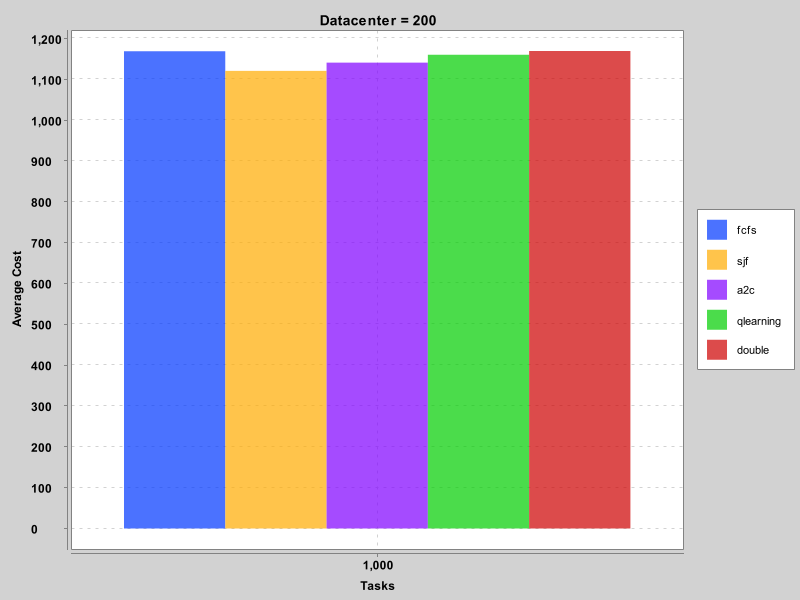 Datacenter = 200
Average Cost
1,200
1,100
1,000
900
800
700
600
500
400
300
200
100
0
1,000
Tasks
fcfs
sjf
a2c
qlearning
double